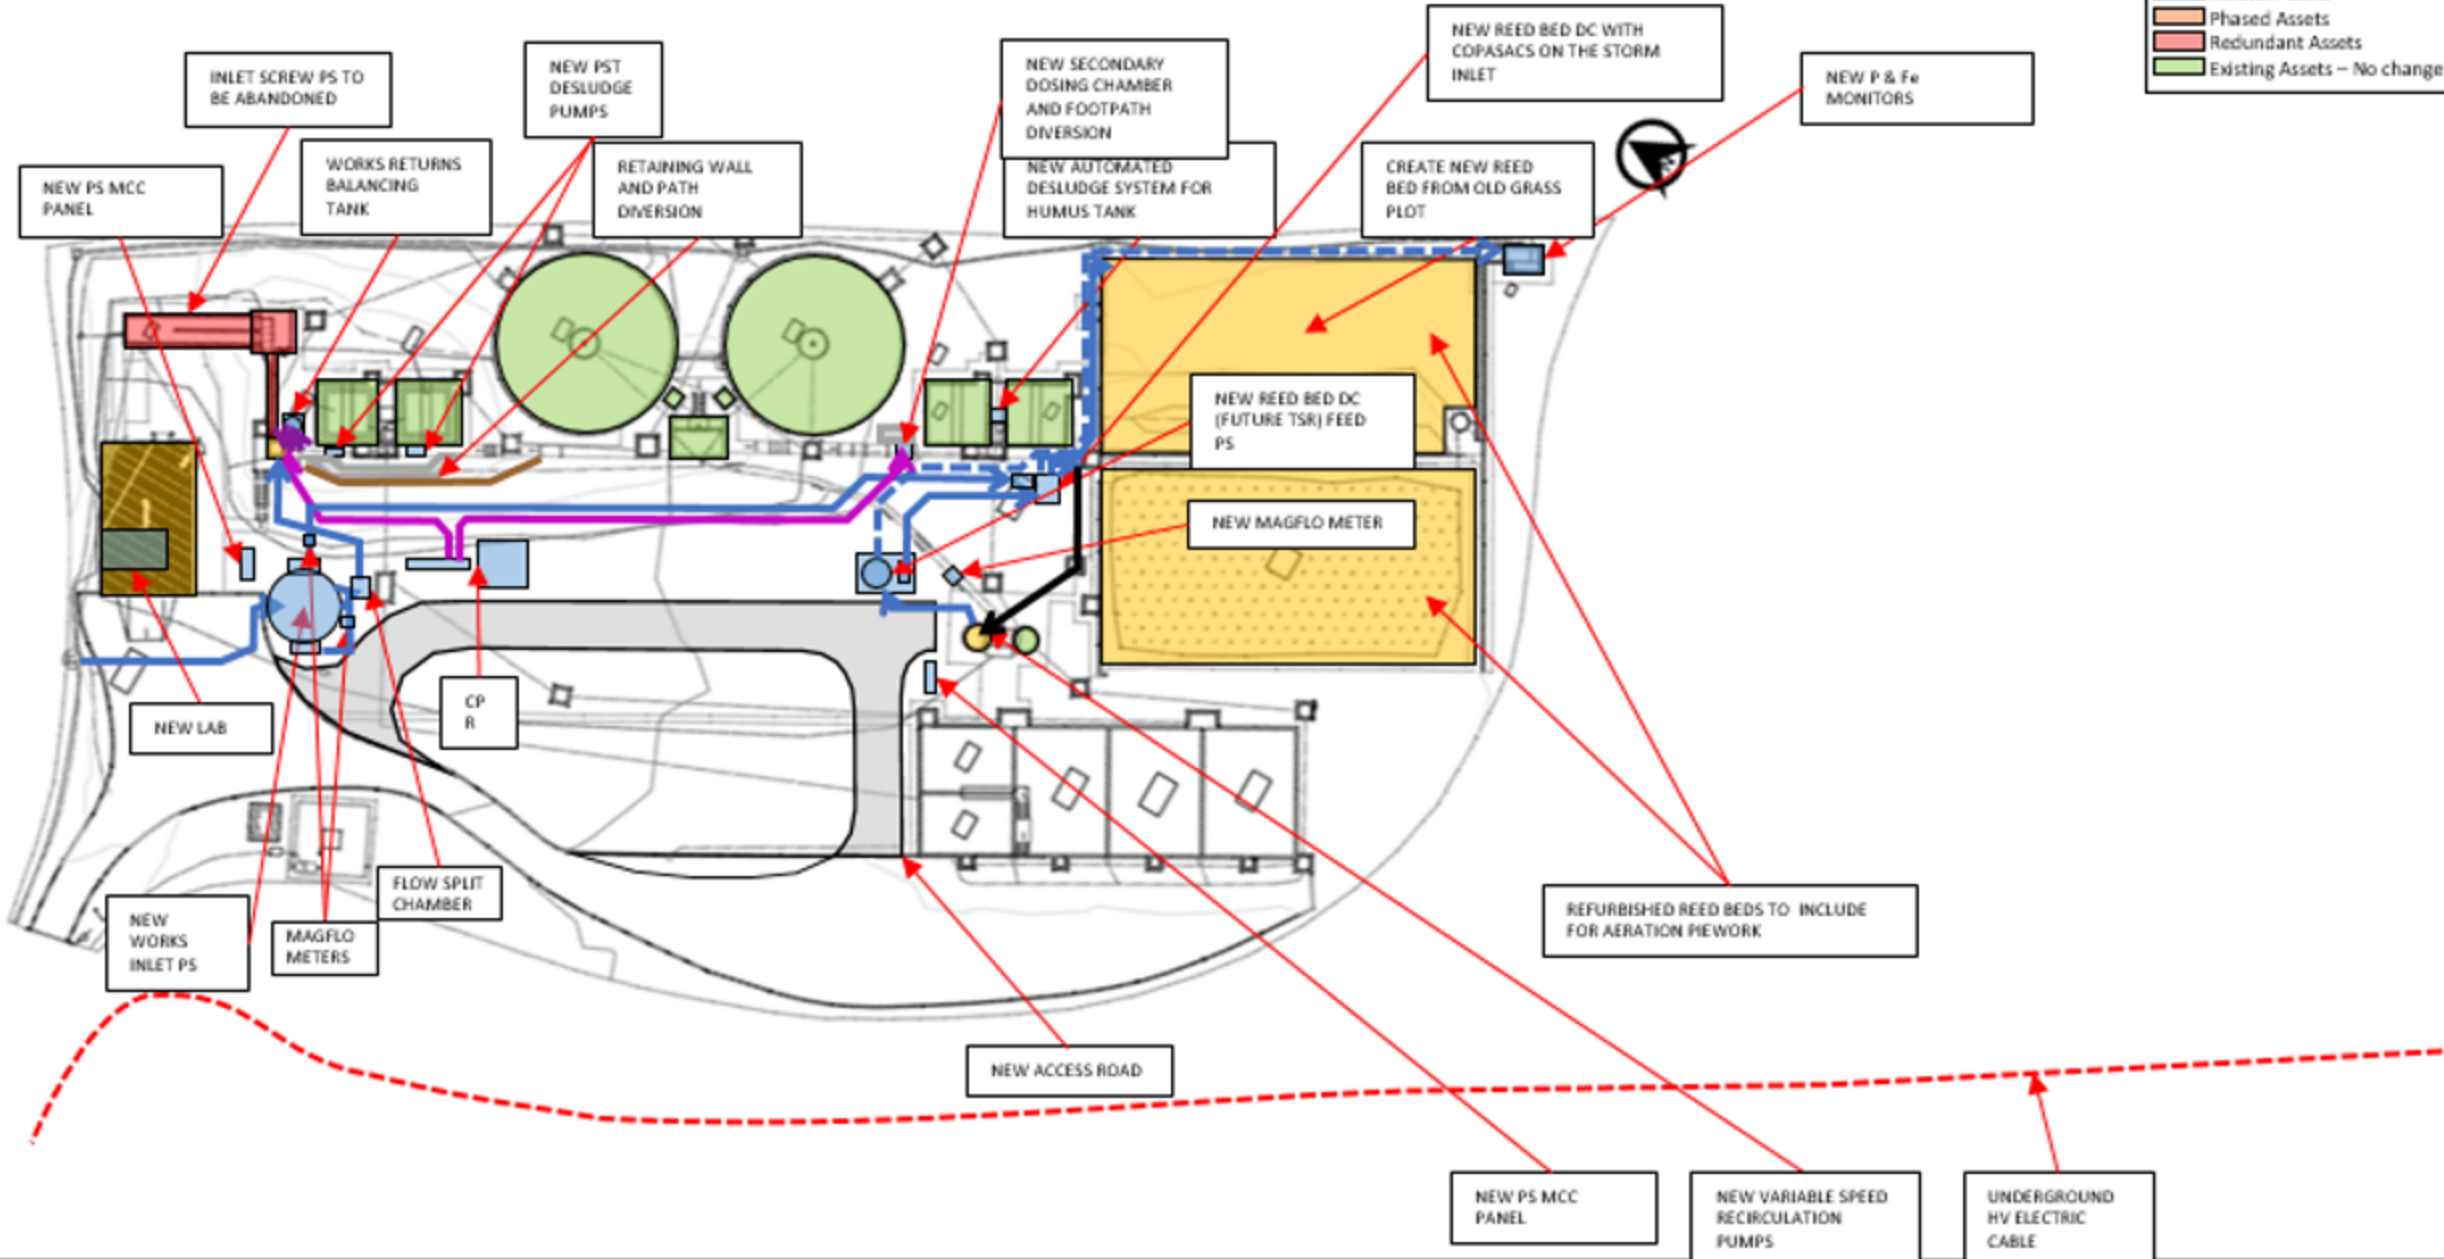 NEW REED BED DC WITH
COPASACS ON THE STORM
INLET
Phased Assets
Redundant Assets
Existing Assets – No change
INLET SCREW PS TO
BE ABANDONED
NEW PST
DESLUDGE
PUMPS
NEW SECONDARY
DOSING CHAMBER
AND FOOTPATH
DIVERSION
NEW P & Fe
MONITORS
NEW PS MCC
PANEL
WORKS RETURNS
BALANCING
TANK
RETAINING WALL
AND PATH
DIVERSION
NEW AUTOMATED
DESLUDGE SYSTEM FOR
HUMUS TANK
CREATE NEW REED
BED FROM OLD GRASS
PLOT
NEW REED BED DC
(FUTURE TSR) FEED
PS
NEW MAGFLO METER
NEW LAB
CP
R
FLOW SPLIT
CHAMBER
NEW
WORKS
INLET PS
MAGFLO
METERS
REFURBISHED REED BEDS TO INCLUDE
FOR AERATION PIEWORK
NEW ACCESS ROAD
NEW PS MCC
PANEL
NEW VARIABLE SPEED
RECIRCULATION
PUMPS
UNDERGROUND
HV ELECTRIC
CABLE